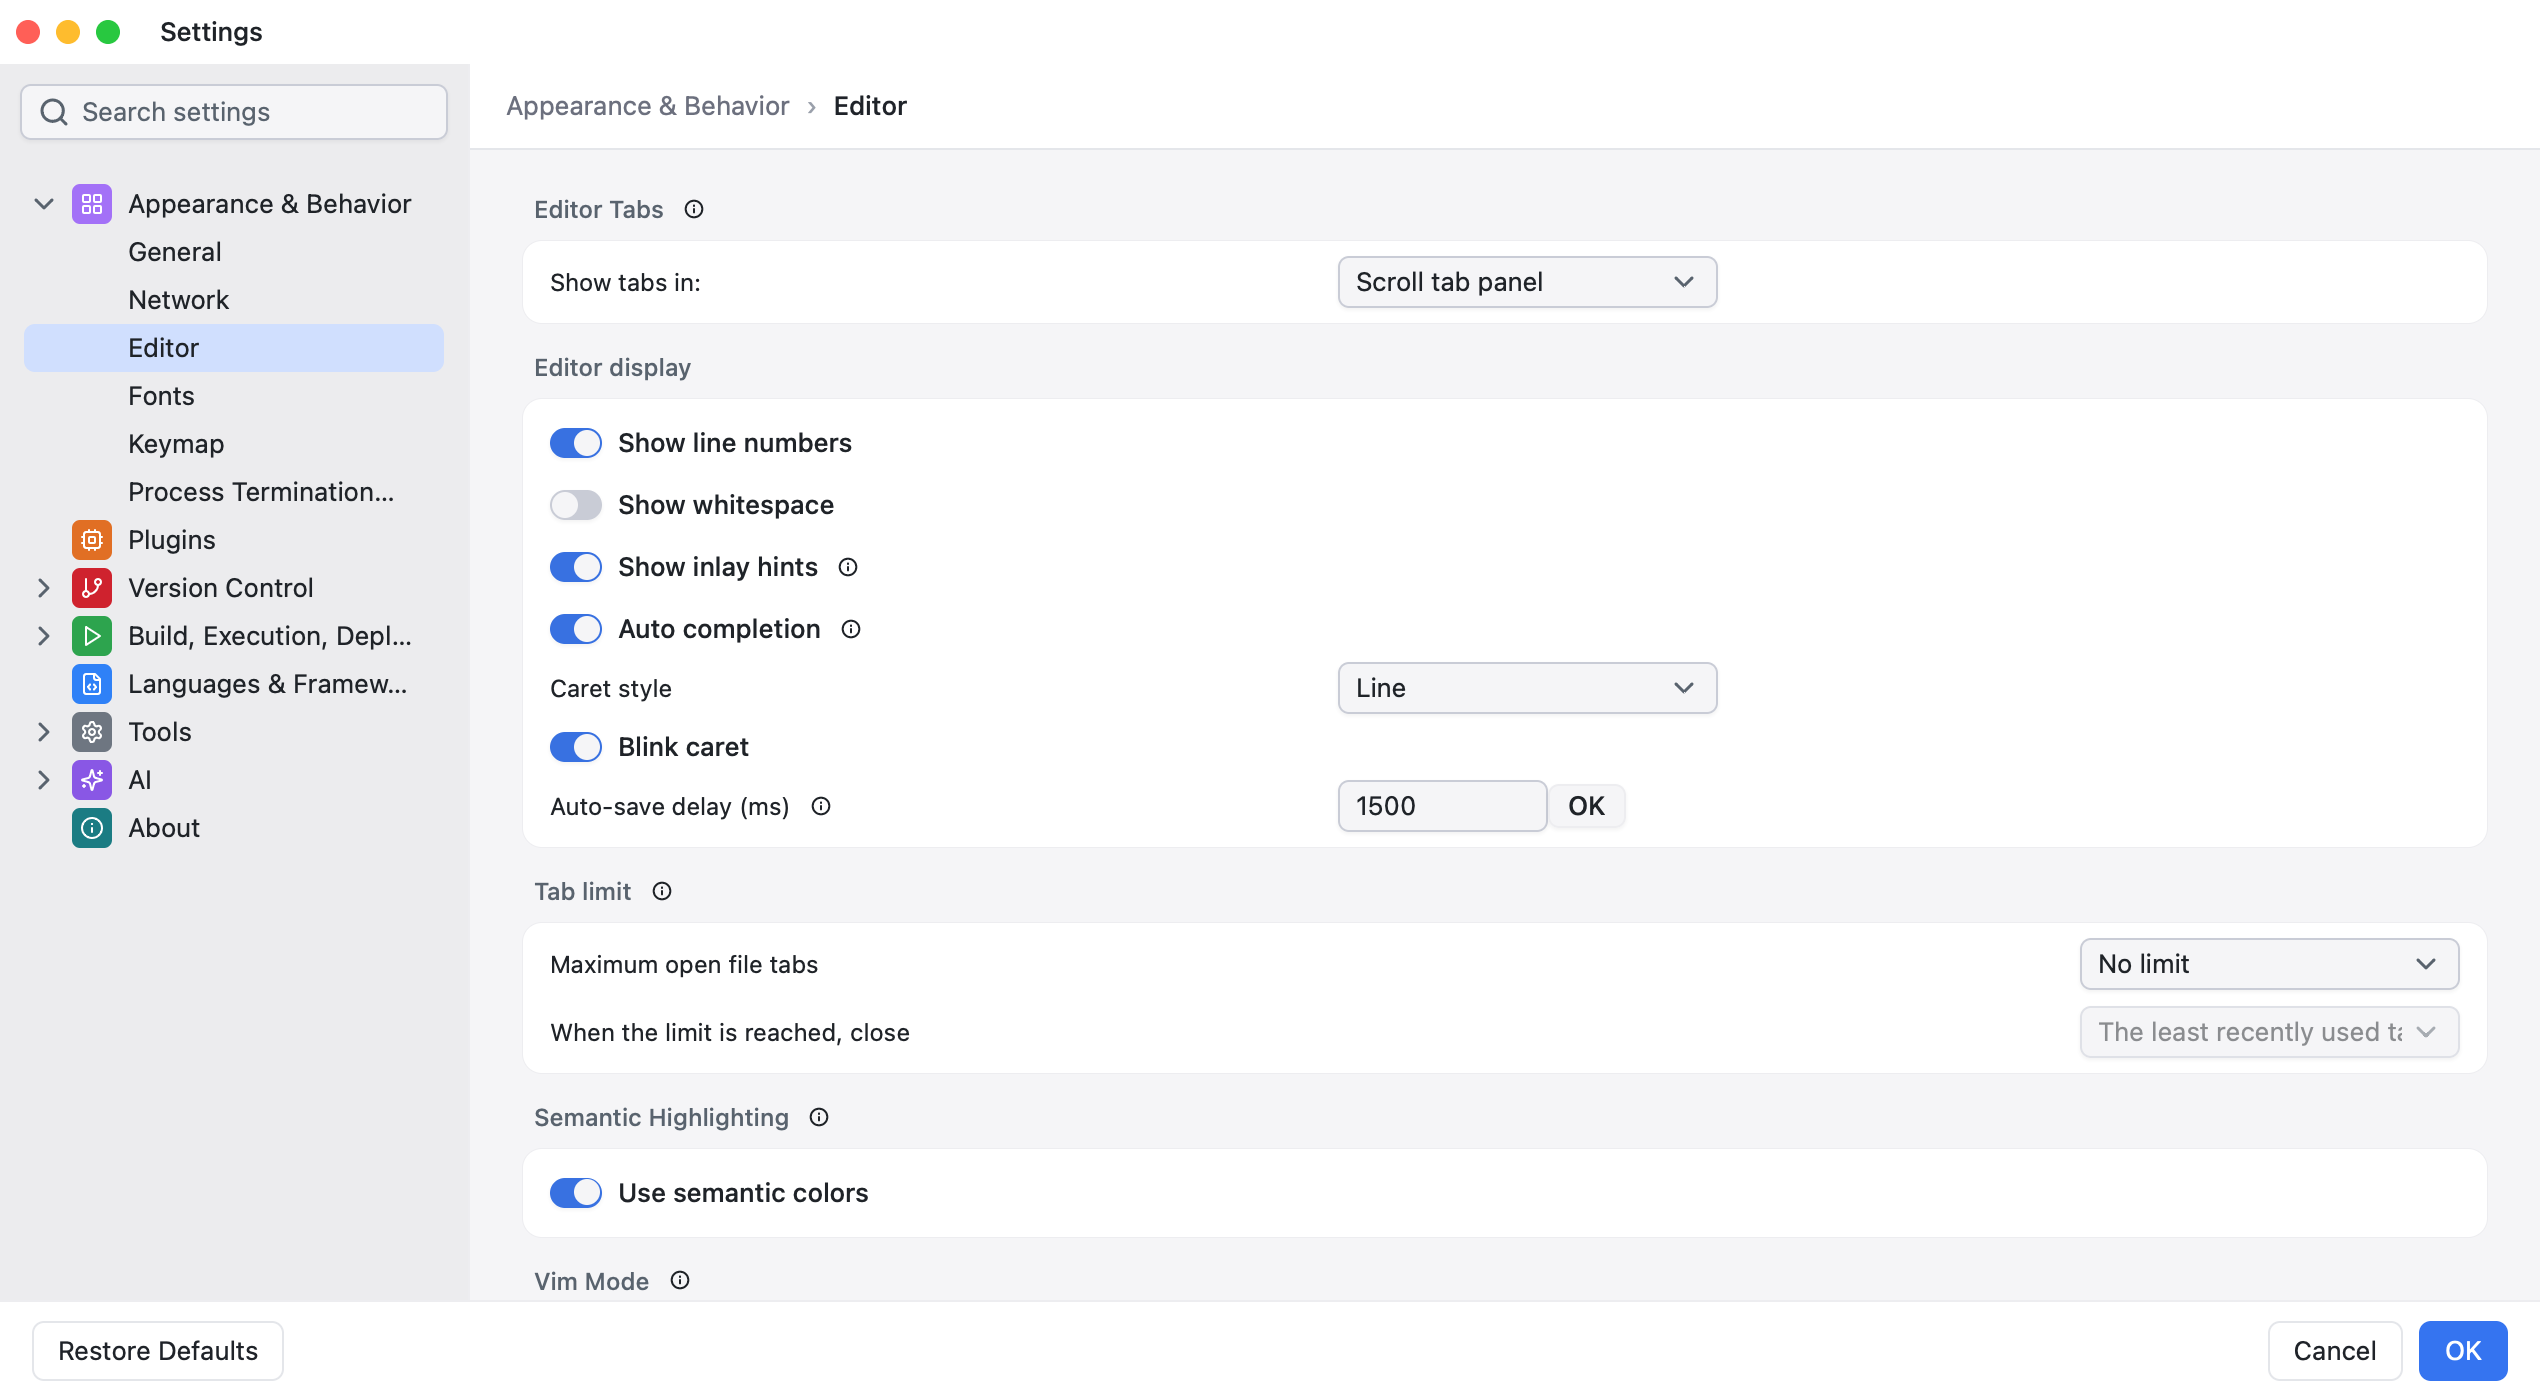 Settings
Search settings
Appearance & Behavior
General
Network
Editor
Fonts
Keymap
Process Termination...
Plugins
Version Control
Build, Execution, Depl...
Languages & Framew...
Tools
AI
About
Appearance & Behavior › Editor
Editor Tabs
Show tabs in: Scroll tab panel
Editor display
Show line numbers
Show whitespace
Show inlay hints
Auto completion
Caret style Line
Blink caret
Auto-save delay (ms) 1500 OK
Tab limit
Maximum open file tabs No limit
When the limit is reached, close The least recently used ta
Semantic Highlighting
Use semantic colors
Vim Mode
Restore Defaults Cancel OK